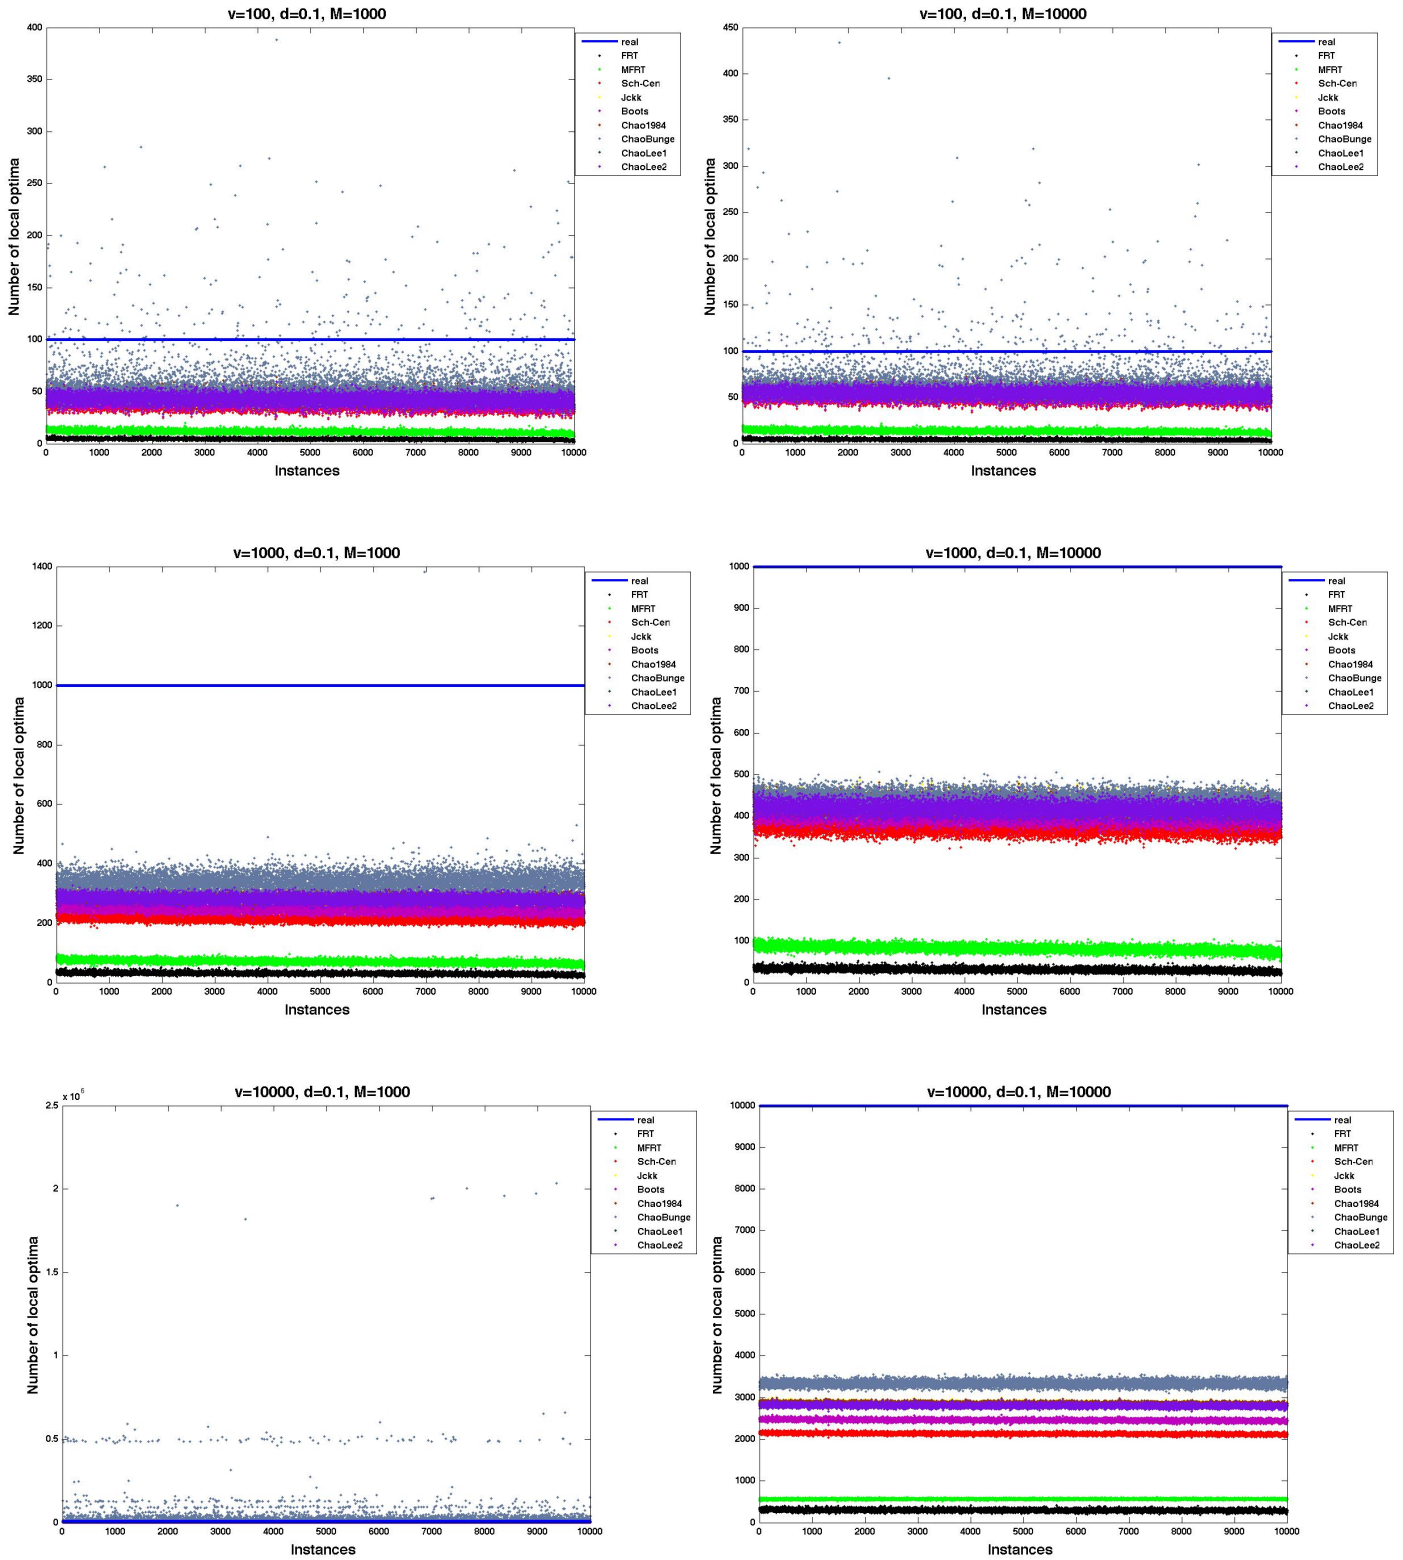 v=100, d=0.1, M=1000
400
350
300
250
200
150
100
50
0
Number of local optima
0 1000 2000 3000 4000 5000 6000 7000 8000 9000 10000
Instances
real
FRT
MFRT
Sch-Cen
Jckk
Boots
Chao1984
ChaoBunge
ChaoLee1
ChaoLee2
v=100, d=0.1, M=10000
450
400
350
300
250
200
150
100
50
0
Number of local optima
0 1000 2000 3000 4000 5000 6000 7000 8000 9000 10000
Instances
real
FRT
MFRT
Sch-Cen
Jckk
Boots
Chao1984
ChaoBunge
ChaoLee1
ChaoLee2
v=1000, d=0.1, M=1000
1400
1200
1000
800
600
400
200
0
Number of local optima
0 1000 2000 3000 4000 5000 6000 7000 8000 9000 10000
Instances
real
FRT
MFRT
Sch-Cen
Jckk
Boots
Chao1984
ChaoBunge
ChaoLee1
ChaoLee2
v=1000, d=0.1, M=10000
1000
900
800
700
600
500
400
300
200
100
0
Number of local optima
0 1000 2000 3000 4000 5000 6000 7000 8000 9000 10000
Instances
real
FRT
MFRT
Sch-Cen
Jckk
Boots
Chao1984
ChaoBunge
ChaoLee1
ChaoLee2
v=10000, d=0.1, M=1000
x 10^6
2.5
2
1.5
1
0.5
0
Number of local optima
0 1000 2000 3000 4000 5000 6000 7000 8000 9000 10000
Instances
real
FRT
MFRT
Sch-Cen
Jckk
Boots
Chao1984
ChaoBunge
ChaoLee1
ChaoLee2
v=10000, d=0.1, M=10000
10000
9000
8000
7000
6000
5000
4000
3000
2000
1000
0
Number of local optima
0 1000 2000 3000 4000 5000 6000 7000 8000 9000 10000
Instances
real
FRT
MFRT
Sch-Cen
Jckk
Boots
Chao1984
ChaoBunge
ChaoLee1
ChaoLee2